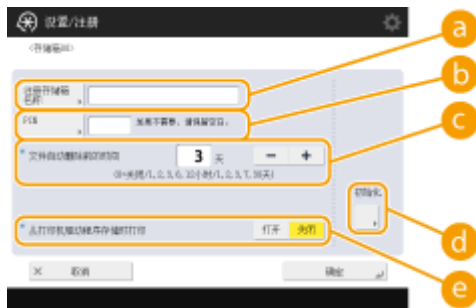 设置/注册
<存储箱00>
a
注册存储箱
名称
b
PIN
如果不需要，请保留空白。
c
* 文件自动删除前的时间
3 天
- +
(0=关闭/1, 2, 3, 6, 12小时/1, 2, 3, 7, 30天)
初始化
d
* 从打印机驱动程序存储时打印
打开 关闭
e
× 取消
确定